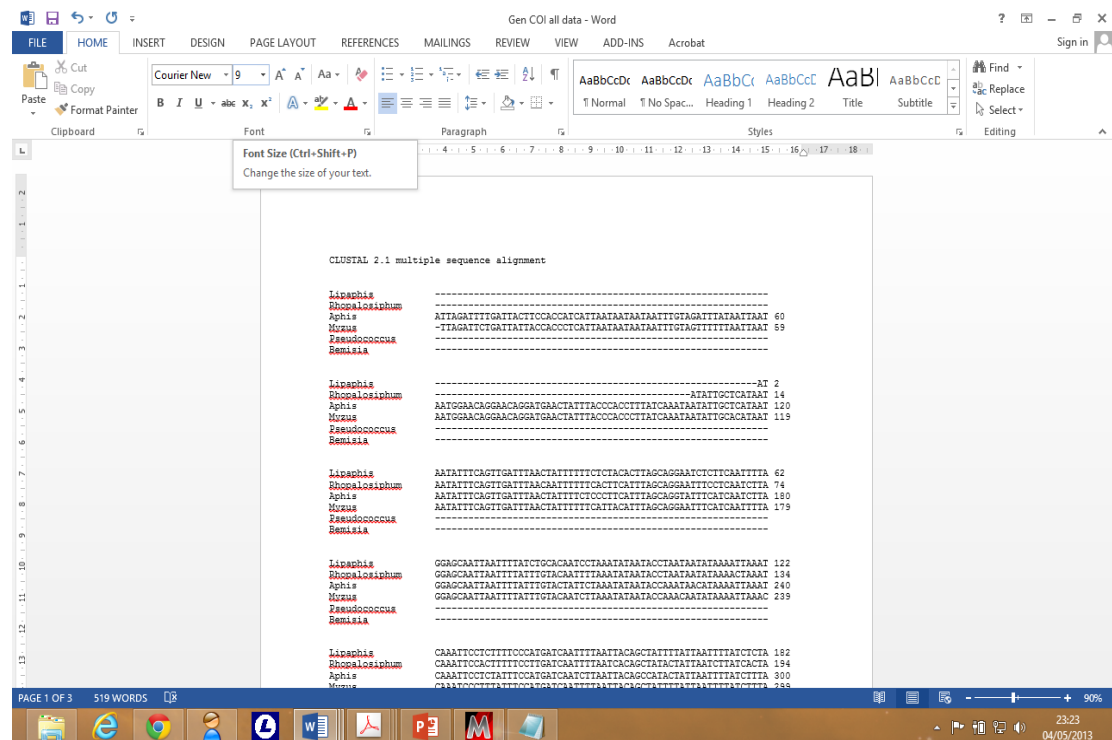 Gen COI all data - Word
FILE HOME INSERT DESIGN PAGE LAYOUT REFERENCES MAILINGS REVIEW VIEW ADD-INS Acrobat Sign in
Cut
Copy
Format Painter
Paste
Courier New 9
AaBbCcDc AaBbCcDc AaBbCc AaBbCcC AaB AaBbCcC
¶ Normal ¶ No Spac... Heading 1 Heading 2 Title Subtitle
Find
Replace
Select
Clipboard Font Paragraph Styles Editing
Font Size (Ctrl+Shift+P)
Change the size of your text.
CLUSTAL 2.1 multiple sequence alignment
Lipaphis ------------------------------------------------------------
Rhopalosiphum ------------------------------------------------------------
Aphis ATTAGATTTTGATTACTTCCACCATCATTAATAATAATAATTTGTAGATTTATAATTAAT 60
Myzus -TTAGATTCTGATTATTACCACCCTCATTAATAATAATAATTTGTAGTTTTTTAATTAAT 59
Pseudococcus ------------------------------------------------------------
Bemisia ------------------------------------------------------------
Lipaphis ----------------------------------------------------------AT 2
Rhopalosiphum ----------------------------------------------ATATTGCTCATAAT 14
Aphis AATGGAACAGGAACAGGATGAACTATTTACCCACCTTTATCAAATAATATTGCTCATAAT 120
Myzus AATGGAACAGGAACAGGATGAACTATTTACCCACCCTTATCAAATAATATTGCACATAAT 119
Pseudococcus ------------------------------------------------------------
Bemisia ------------------------------------------------------------
Lipaphis AATATTTCAGTTGATTTAACTATTTTTTCTCTACACTTAGCAGGAATCTCTTCAATTTTA 62
Rhopalosiphum AATATTTCAGTTGATTTAACAATTTTTTCACTTCATTTAGCAGGAATTTCCTCAATCTTA 74
Aphis AATATTTCAGTTGATTTAACTATTTTCTCCCTTCATTTAGCAGGTATTTCATCAATCTTA 180
Myzus AATATTTCAGTTGATTTAACTATTTTTTCATTACATTTAGCAGGAATTTCATCAATTTTA 179
Pseudococcus ------------------------------------------------------------
Bemisia ------------------------------------------------------------
Lipaphis GGAGCAATTAATTTTATCTGCACAATCCTAAATATAATACCTAATAATATAAAATTAAAT 122
Rhopalosiphum GGAGCAATTAATTTTATTTGTACAATTTTAAATATAATACCTAATAATATAAAACTAAAT 134
Aphis GGAGCAATTAATTTTATTTGTACTATTCTAAATATAATACCAAATAACATAAAATTAAAT 240
Myzus GGAGCAATTAATTTTATTTGTACAATCTTAAATATAATACCAAACAATATAAAATTAAAC 239
Pseudococcus ------------------------------------------------------------
Bemisia ------------------------------------------------------------
Lipaphis CAAATTCCTCTTTTCCCATGATCAATTTTAATTACAGCTATTTTATTAATTTTATCTCTA 182
Rhopalosiphum CAAATTCCACTTTTTCCTTGATCAATTTTAATCACAGCTATACTATTAATCTTATCACTA 194
Aphis CAAATTCCTCTATTTCCATGATCAATCTTAATTACAGCCATACTATTAATTTTATCTTTA 300
PAGE 1 OF 3 519 WORDS 90%
23:23
04/05/2013